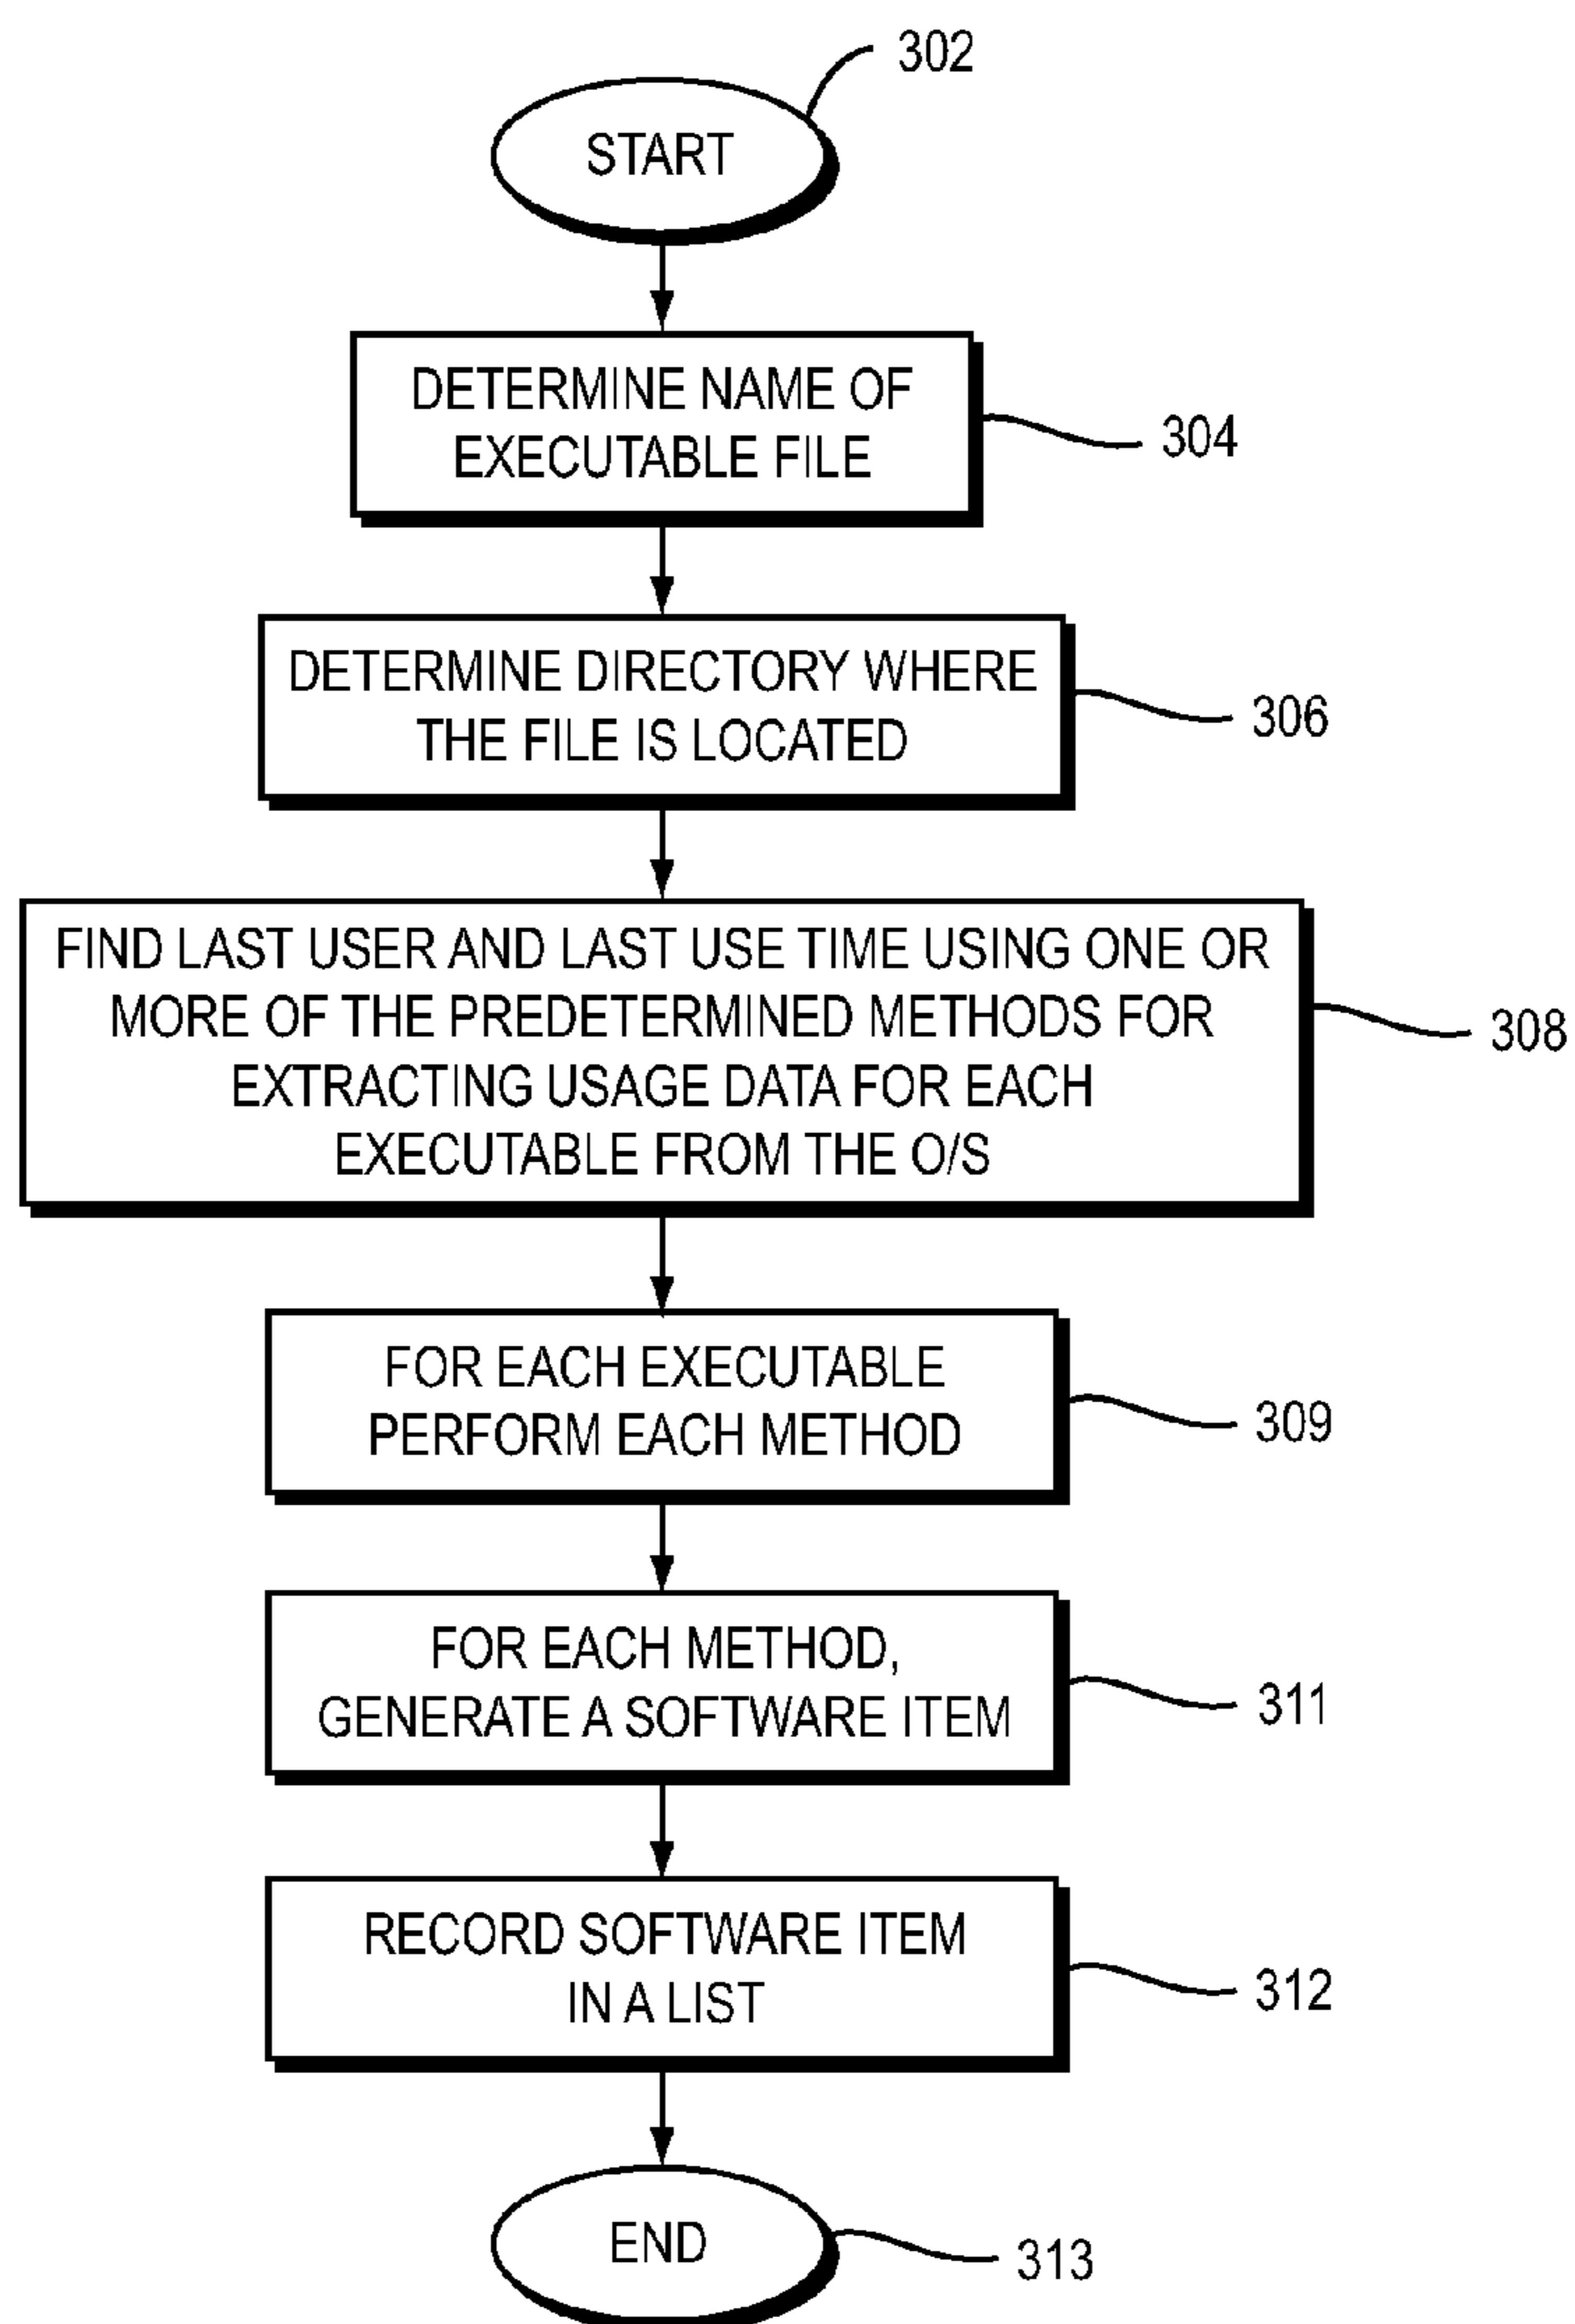 302
START
DETERMINE NAME OF
EXECUTABLE FILE
304
DETERMINE DIRECTORY WHERE
THE FILE IS LOCATED
306
FIND LAST USER AND LAST USE TIME USING ONE OR
MORE OF THE PREDETERMINED METHODS FOR
EXTRACTING USAGE DATA FOR EACH
EXECUTABLE FROM THE O/S
308
FOR EACH EXECUTABLE
PERFORM EACH METHOD
309
FOR EACH METHOD,
GENERATE A SOFTWARE ITEM
311
RECORD SOFTWARE ITEM
IN A LIST
312
END
313